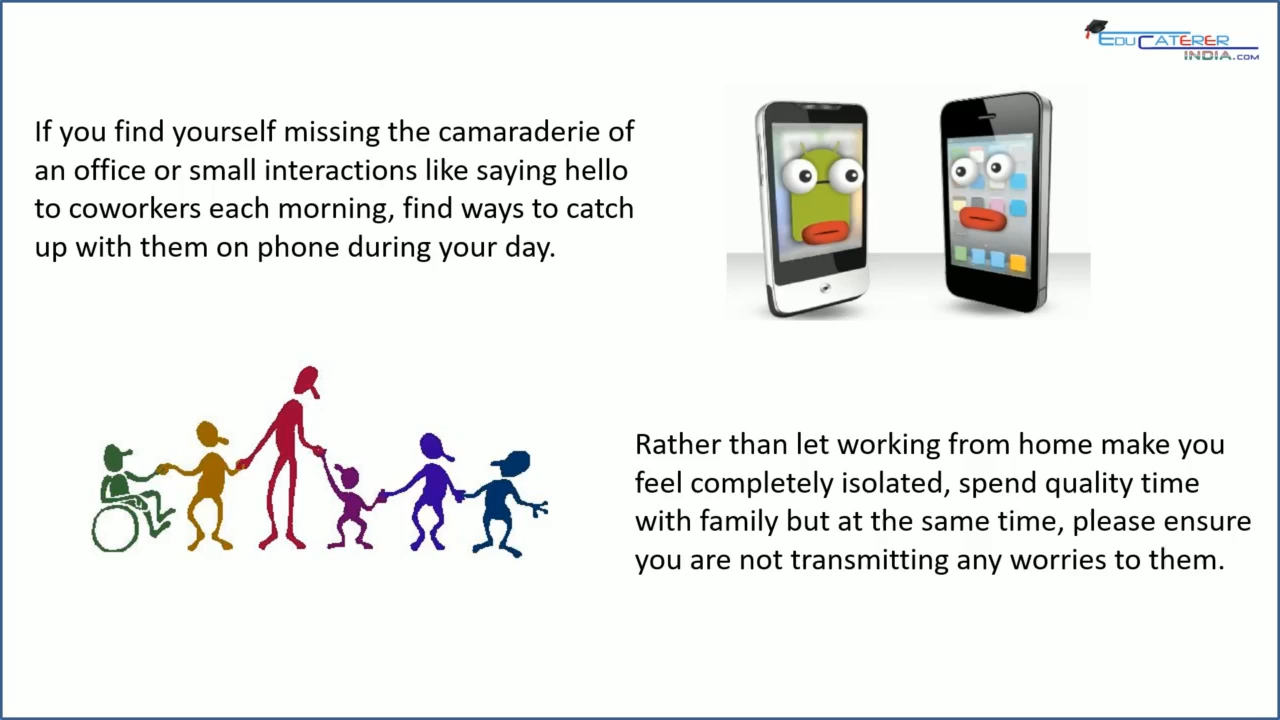 EDUCATERER
INDIA.COM
If you find yourself missing the camaraderie of
an office or small interactions like saying hello
to coworkers each morning, find ways to catch
up with them on phone during your day.
Rather than let working from home make you
feel completely isolated, spend quality time
with family but at the same time, please ensure
you are not transmitting any worries to them.